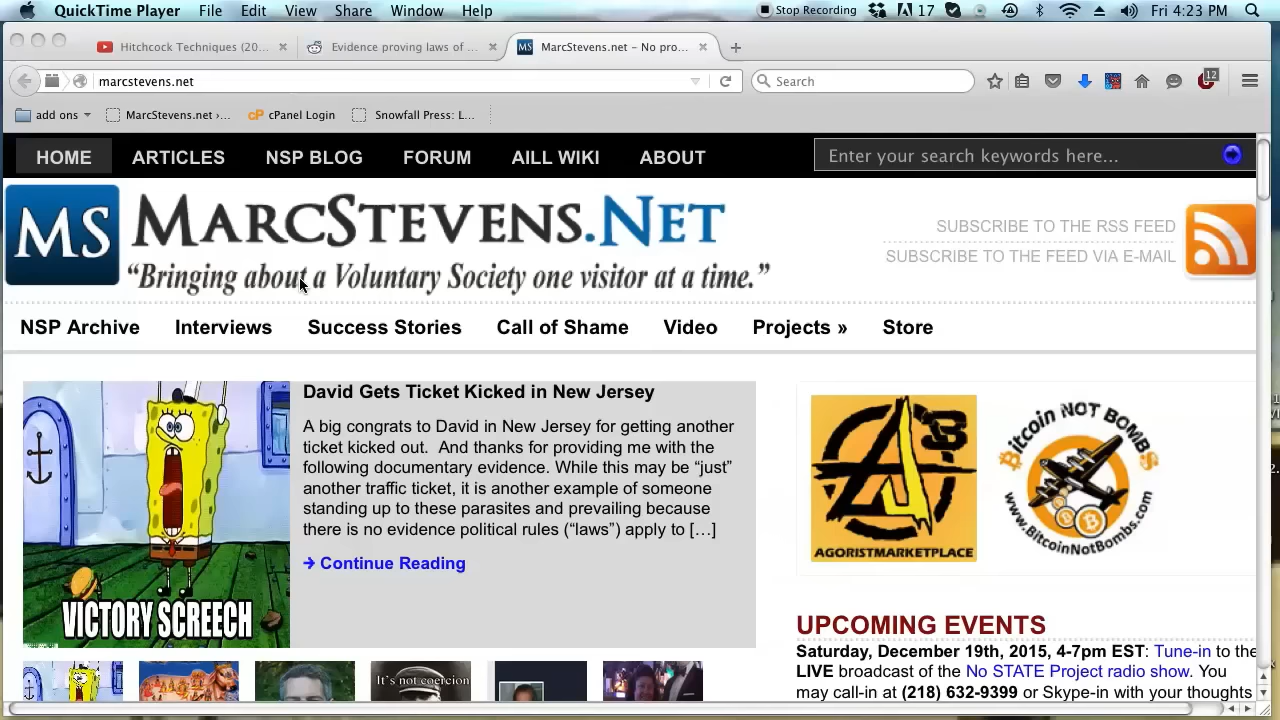 QuickTime Player File Edit View Share Window Help Stop Recording 17 Fri 4:23 PM
Hitchcock Techniques (20... Evidence proving laws of ... MS MarcStevens.net – No pro...
marcstevens.net Search 12
add ons MarcStevens.net ›... cP cPanel Login Snowfall Press: L...
HOME ARTICLES NSP BLOG FORUM AILL WIKI ABOUT Enter your search keywords here...
MS MARCSTEVENS.NET
"Bringing about a Voluntary Society one visitor at a time."
SUBSCRIBE TO THE RSS FEED
SUBSCRIBE TO THE FEED VIA E-MAIL
NSP Archive Interviews Success Stories Call of Shame Video Projects » Store
VICTORY SCREECH
David Gets Ticket Kicked in New Jersey
A big congrats to David in New Jersey for getting another
ticket kicked out. And thanks for providing me with the
following documentary evidence. While this may be “just”
another traffic ticket, it is another example of someone
standing up to these parasites and prevailing because
there is no evidence political rules (“laws”) apply to […]
→ Continue Reading
It's not coercion
A3
AGORISTMARKETPLACE
Bitcoin NOT BOMBS
www.BitcoinNotBombs.com
UPCOMING EVENTS
Saturday, December 19th, 2015, 4-7pm EST: Tune-in to the
LIVE broadcast of the No STATE Project radio show. You
may call-in at (218) 632-9399 or Skype-in with your thoughts